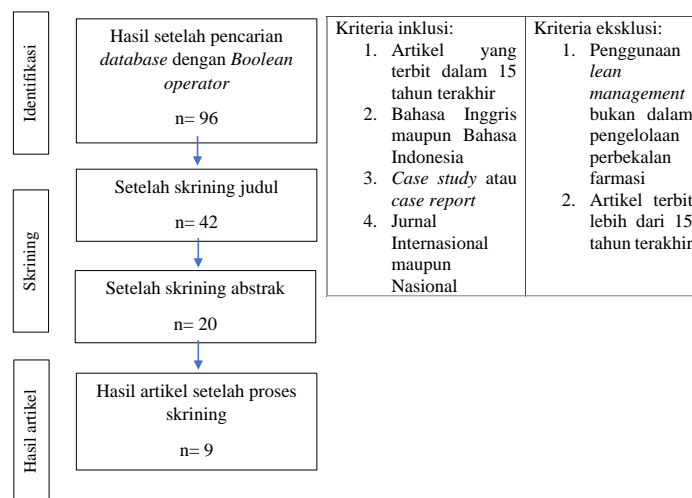 Identifikasi
Hasil setelah pencarian
database dengan Boolean
operator
n= 96
Skrining
Setelah skrining judul
n= 42
Setelah skrining abstrak
n= 20
Hasil artikel
Hasil artikel setelah proses
skrining
n= 9
Kriteria inklusi:
1. Artikel yang
terbit dalam 15
tahun terakhir
2. Bahasa Inggris
maupun Bahasa
Indonesia
3. Case study atau
case report
4. Jurnal
Internasional
maupun
Nasional
Kriteria eksklusi:
1. Penggunaan
lean
management
bukan dalam
pengelolaan
perbekalan
farmasi
2. Artikel terbit
lebih dari 15
tahun terakhir